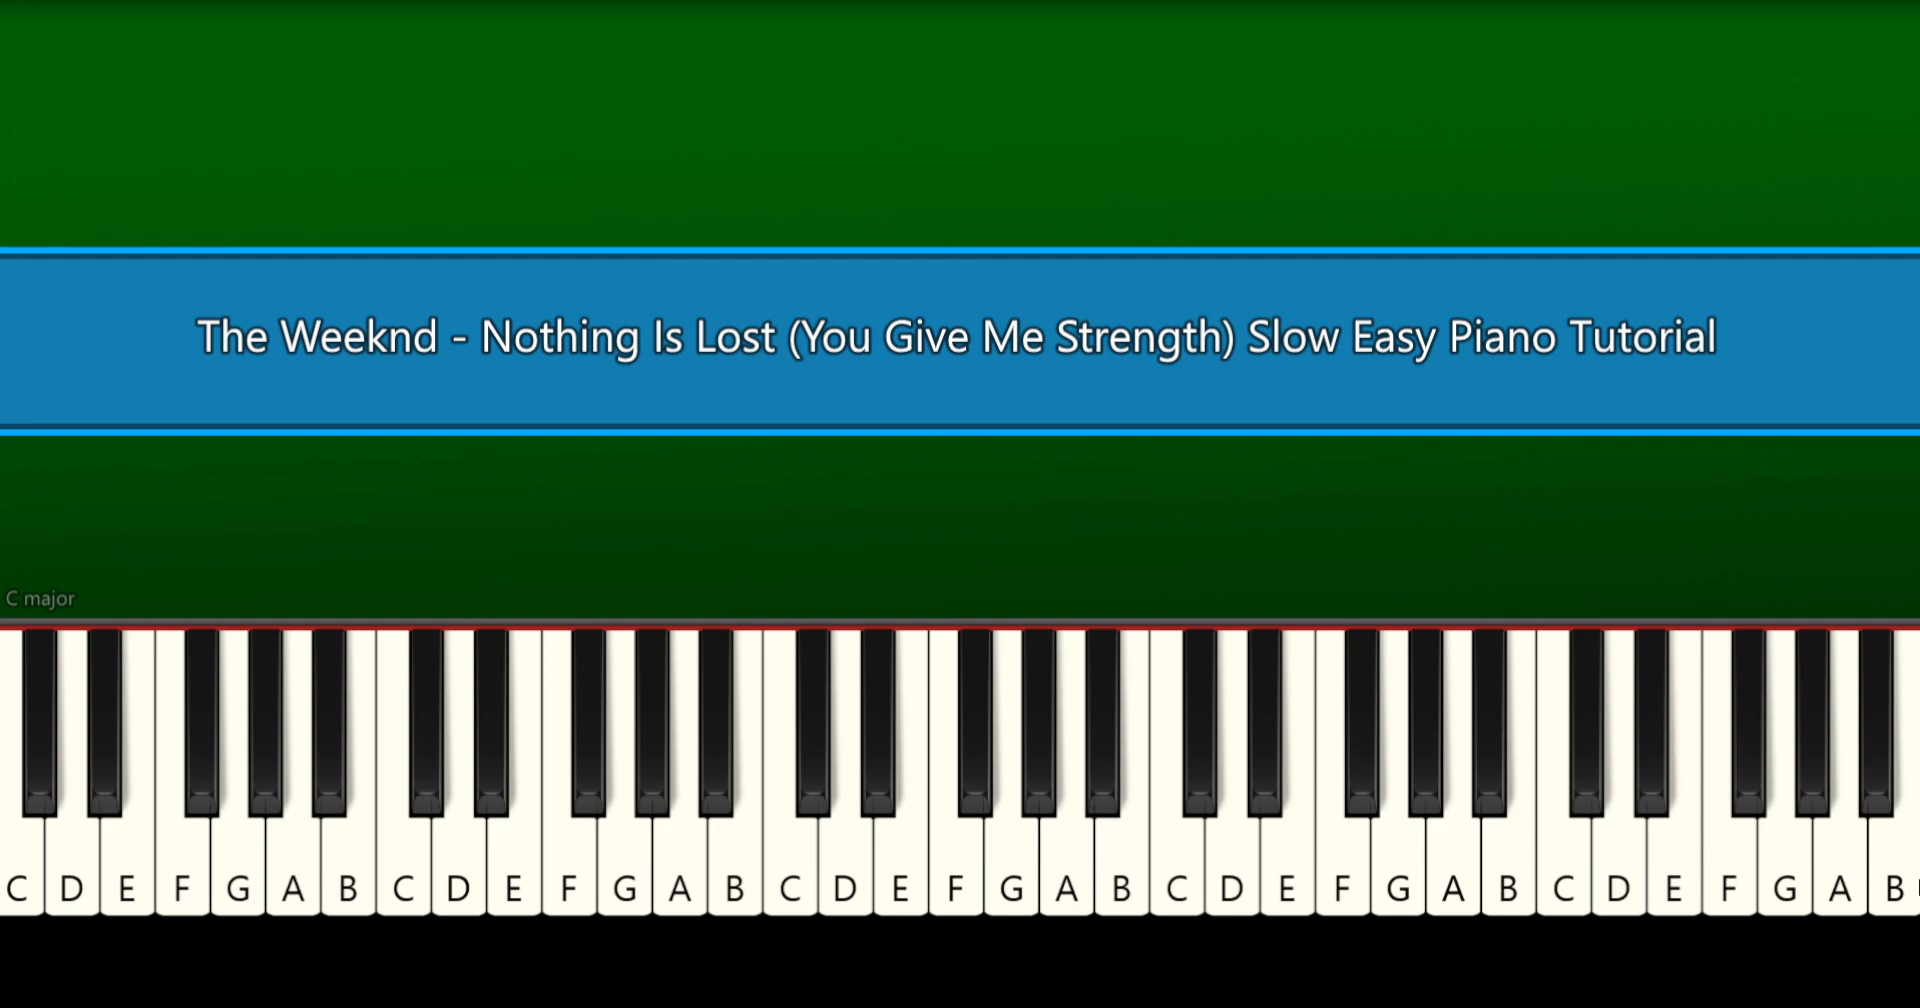 The Weeknd - Nothing Is Lost (You Give Me Strength) Slow Easy Piano Tutorial
C major
C D E F G A B C D E F G A B C D E F G A B C D E F G A B C D E F G A B